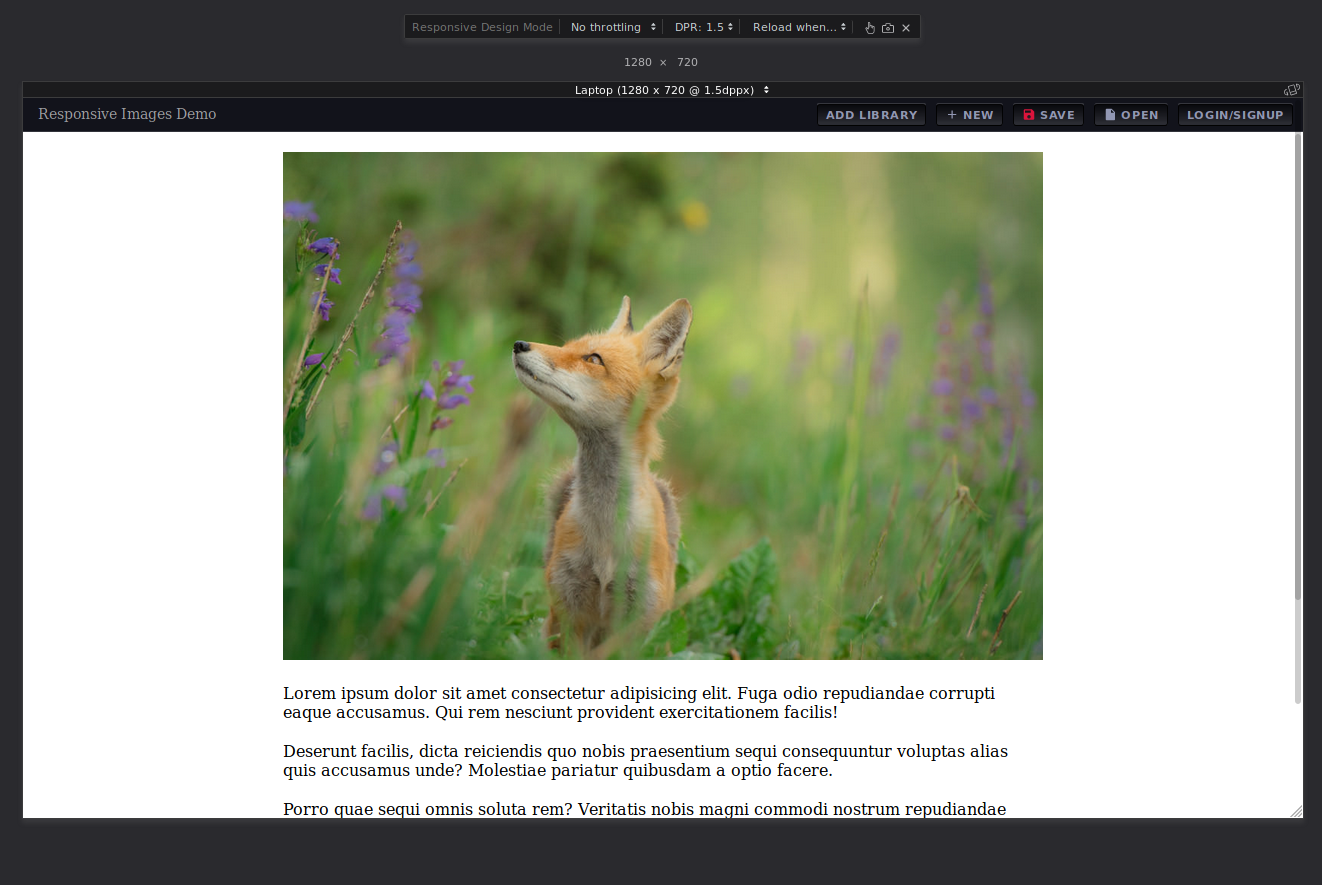 Responsive Design Mode No throttling DPR: 1.5 Reload when...
1280 × 720
Laptop (1280 x 720 @ 1.5dppx)
Responsive Images Demo ADD LIBRARY + NEW SAVE OPEN LOGIN/SIGNUP
Lorem ipsum dolor sit amet consectetur adipisicing elit. Fuga odio repudiandae corrupti
eaque accusamus. Qui rem nesciunt provident exercitationem facilis!
Deserunt facilis, dicta reiciendis quo nobis praesentium sequi consequuntur voluptas alias
quis accusamus unde? Molestiae pariatur quibusdam a optio facere.
Porro quae sequi omnis soluta rem? Veritatis nobis magni commodi nostrum repudiandae